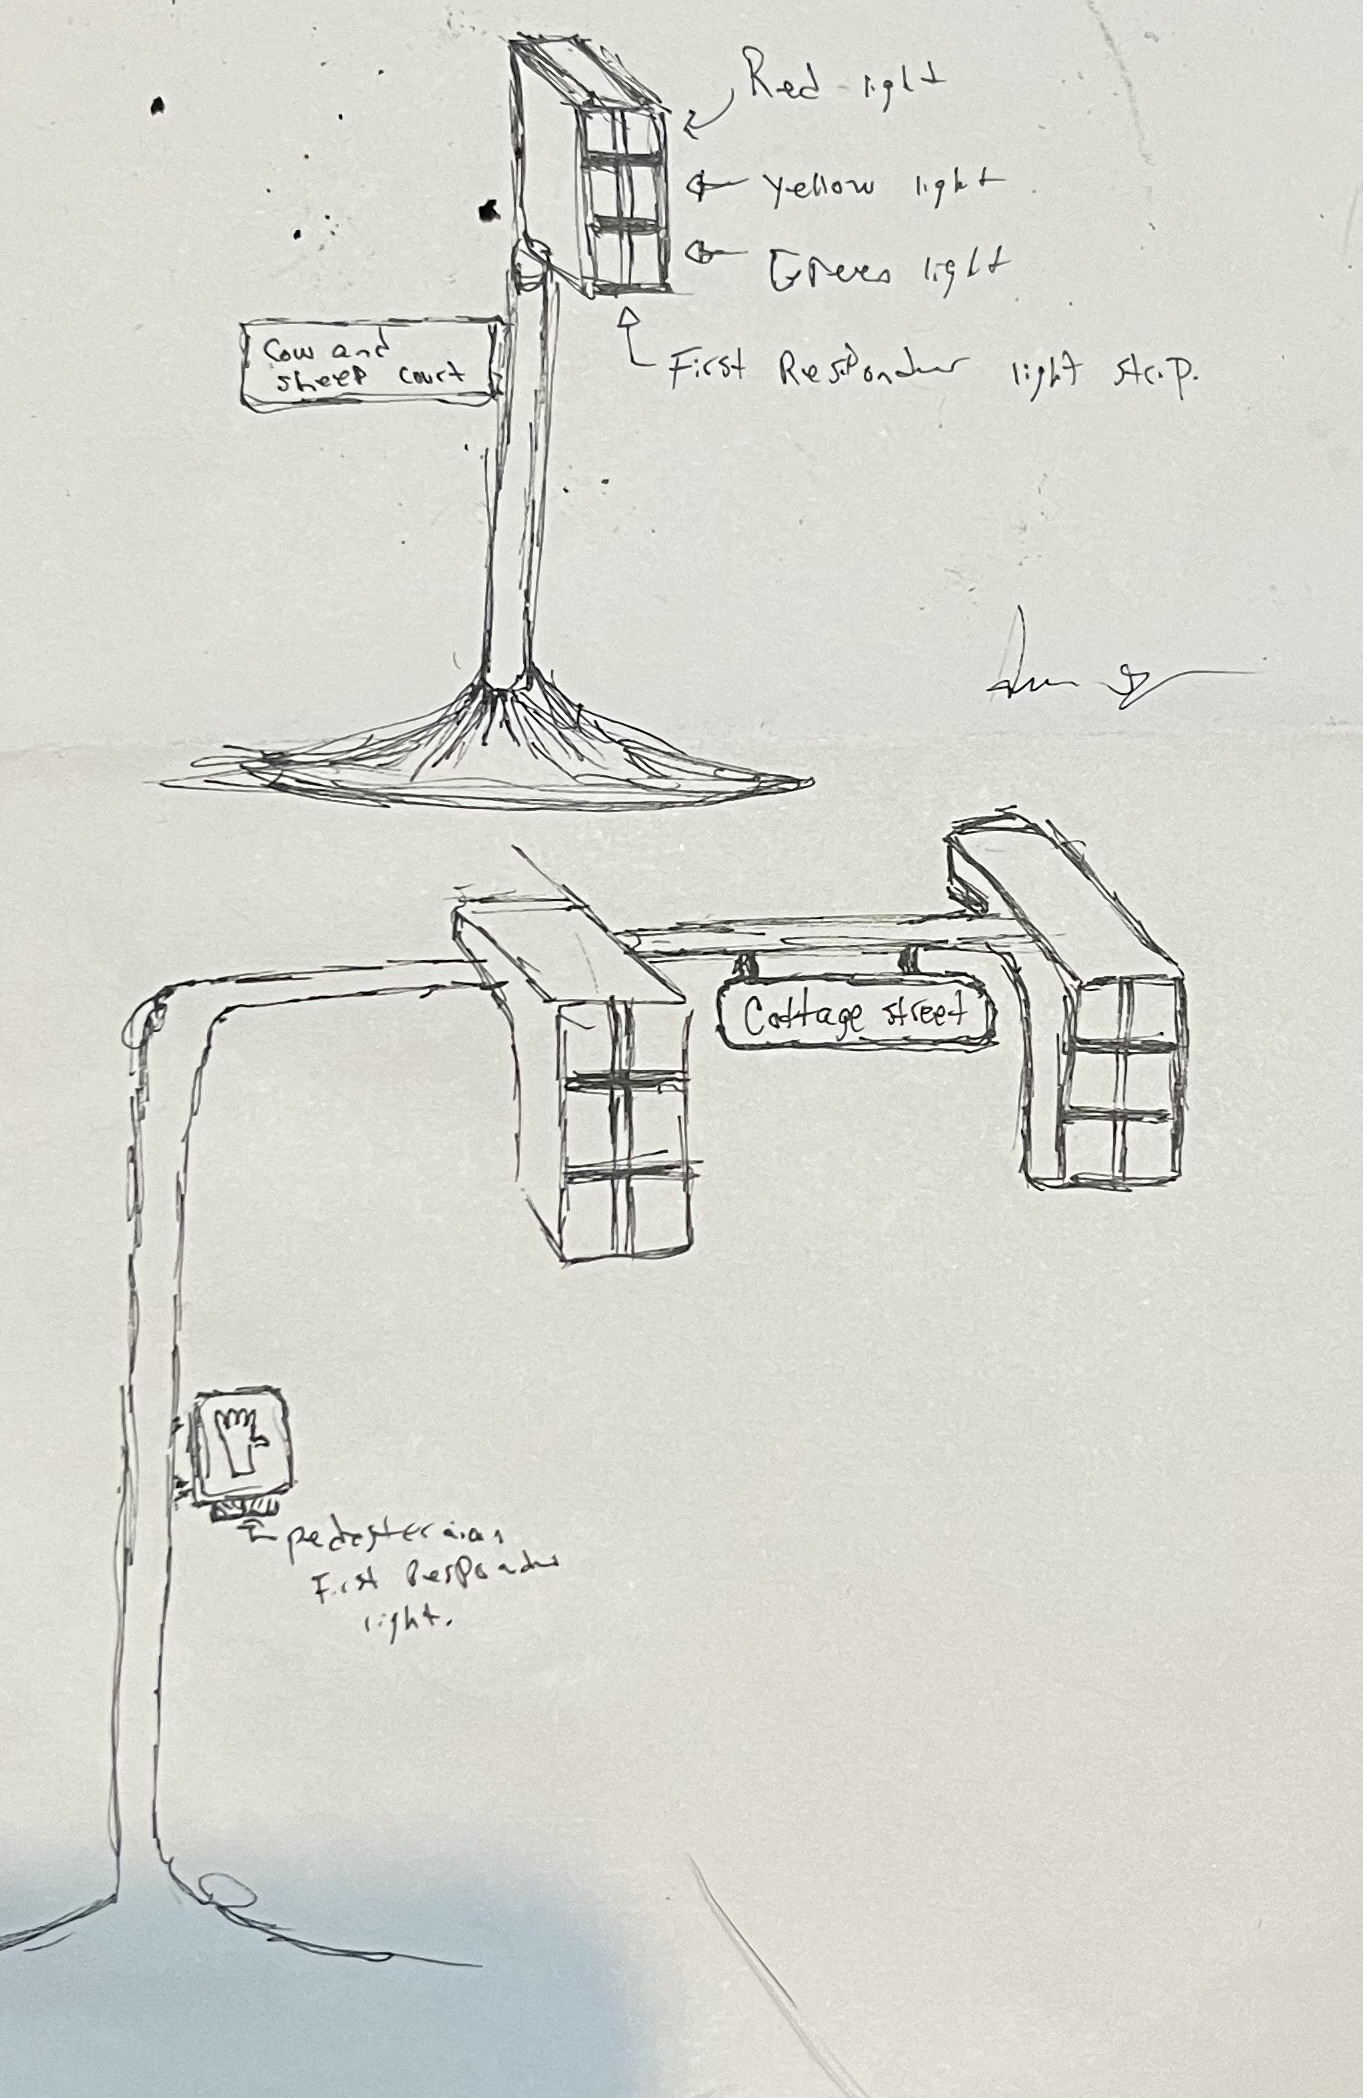 Red light
Yellow light
Green light
First Responder light strip.
Cow and
sheep court
Cottage street
pedestermian
First Responder
light.